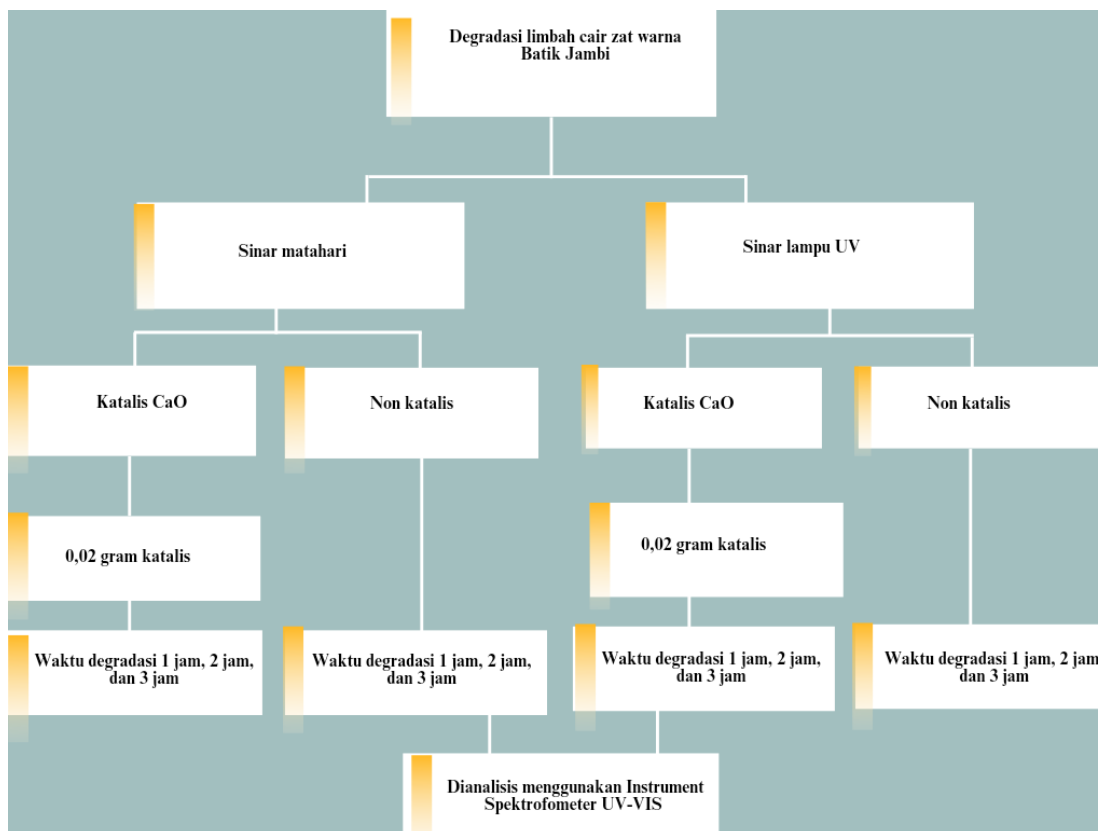 Degradasi limbah cair zat warna
Batik Jambi
Sinar matahari
Sinar lampu UV
Katalis CaO
Non katalis
Katalis CaO
Non katalis
0,02 gram katalis
0,02 gram katalis
Waktu degradasi 1 jam, 2 jam,
dan 3 jam
Waktu degradasi 1 jam, 2 jam,
dan 3 jam
Waktu degradasi 1 jam, 2 jam,
dan 3 jam
Waktu degradasi 1 jam, 2 jam
dan 3 jam
Dianalisis menggunakan Instrument
Spektrofometer UV-VIS